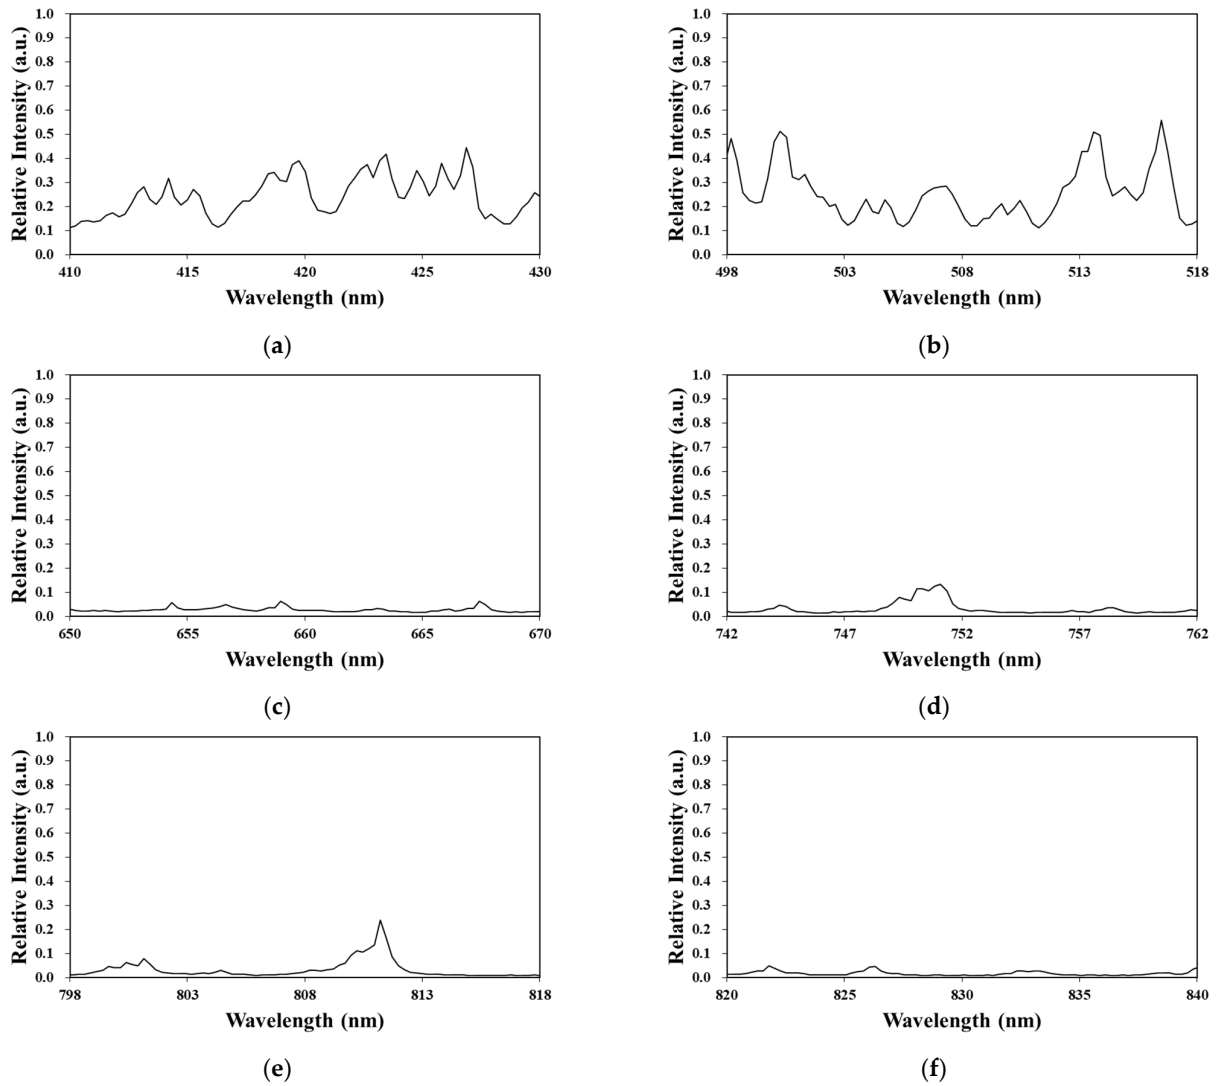 Relative Intensity (a.u.)
1.0
0.9
0.8
0.7
0.6
0.5
0.4
0.3
0.2
0.1
0.0
410 415 420 425 430
Wavelength (nm)
(a)
Relative Intensity (a.u.)
1.0
0.9
0.8
0.7
0.6
0.5
0.4
0.3
0.2
0.1
0.0
498 503 508 513 518
Wavelength (nm)
(b)
Relative Intensity (a.u.)
1.0
0.9
0.8
0.7
0.6
0.5
0.4
0.3
0.2
0.1
0.0
650 655 660 665 670
Wavelength (nm)
(c)
Relative Intensity (a.u.)
1.0
0.9
0.8
0.7
0.6
0.5
0.4
0.3
0.2
0.1
0.0
742 747 752 757 762
Wavelength (nm)
(d)
Relative Intensity (a.u.)
1.0
0.9
0.8
0.7
0.6
0.5
0.4
0.3
0.2
0.1
0.0
798 803 808 813 818
Wavelength (nm)
(e)
Relative Intensity (a.u.)
1.0
0.9
0.8
0.7
0.6
0.5
0.4
0.3
0.2
0.1
0.0
820 825 830 835 840
Wavelength (nm)
(f)